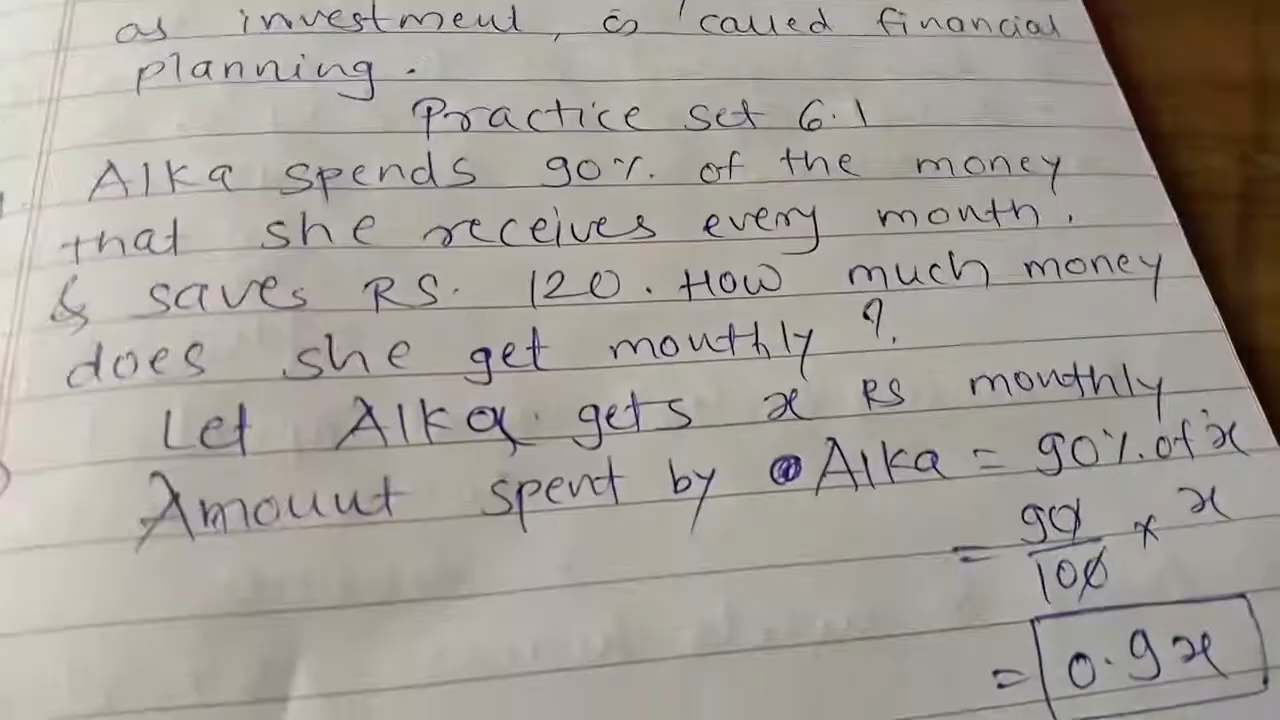 as investment, is called financial
planning.
Practice set 6.1
Alka spends 90% of the money
that she receives every month.
& saves RS. 120. How much money
does she get monthly ?.
Let Alka gets x RS monthly
Amount spent by Alka = 90% of x
= 90/100 × x
= 0.9x